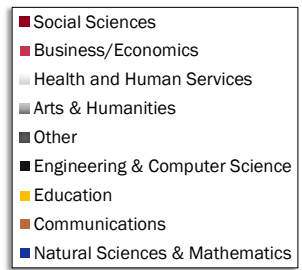 Social Sciences
Business/Economics
Health and Human Services
Arts & Humanities
Other
Engineering & Computer Science
Education
Communications
Natural Sciences & Mathematics